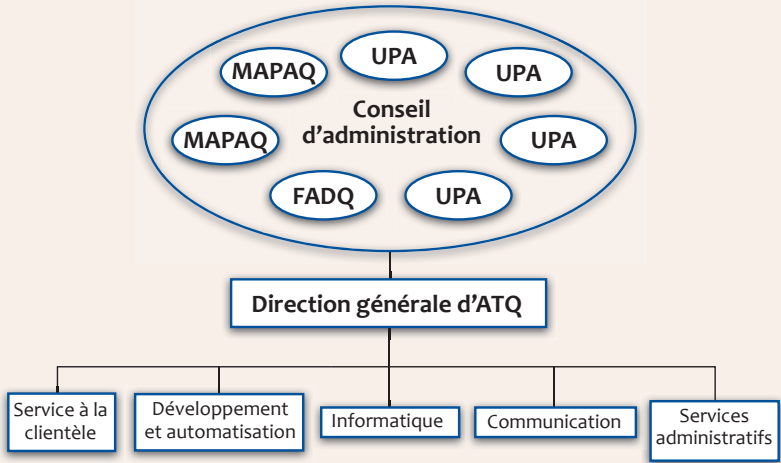 UPA
MAPAQ
UPA
Conseil
d'administration
MAPAQ
UPA
FADQ
UPA
Direction générale d'ATQ
Service à la
clientèle
Développement
et automatisation
Informatique
Communication
Services
administratifs